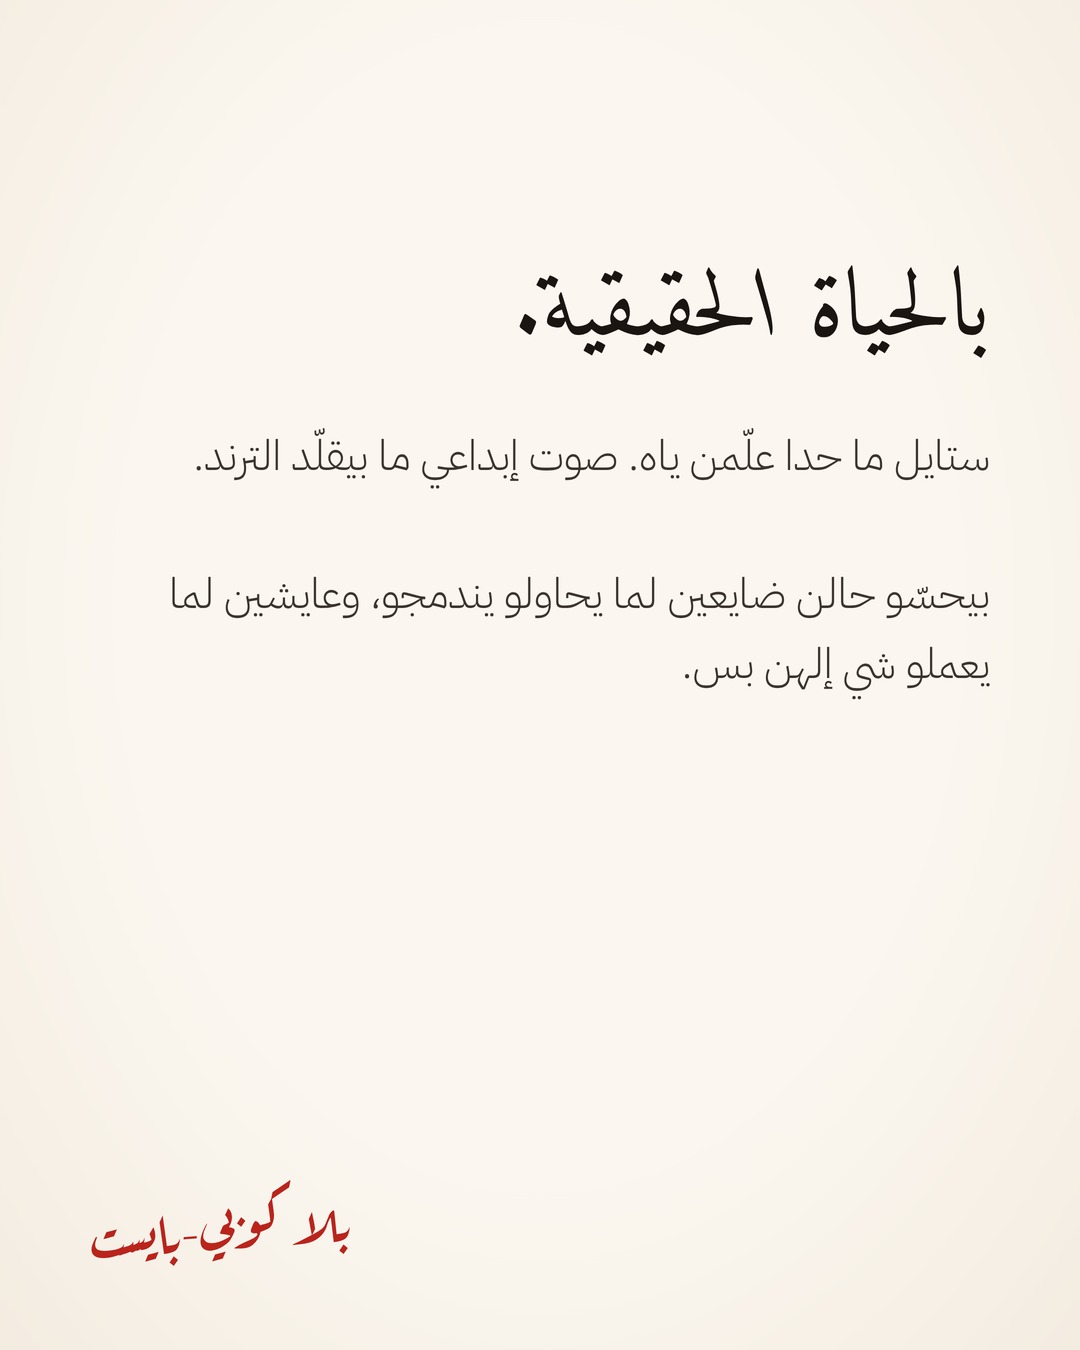 بالحياة الحقيقية.
ستايل ما حدا علّمن ياه. صوت إبداعي ما بيقلّد الترند.
بيحسّو حالن ضايعين لما يحاولو يندمجو، وعايشين لما
يعملو شي إلهن بس.
بلا كوبي-بايست